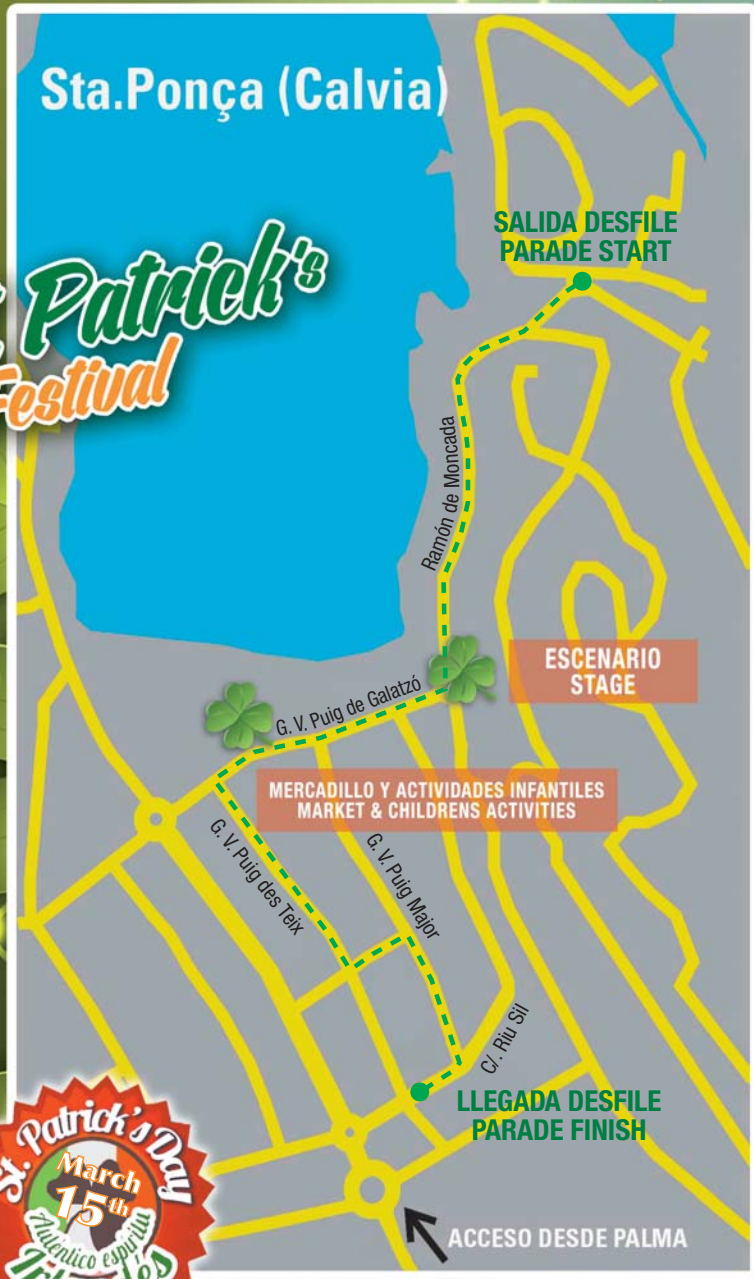 Sta.Ponça (Calvia)
Patrick's
Festival
SALIDA DESFILE
PARADE START
Ramón de Moncada
ESCENARIO
STAGE
G. V. Puig de Galatzó
MERCADILLO Y ACTIVIDADES INFANTILES
MARKET & CHILDRENS ACTIVITIES
G. V. Puig des Teix
G. V. Puig Major
C/. Riu Sil
LLEGADA DESFILE
PARADE FINISH
ACCESO DESDE PALMA
St. Patrick's Day
March
15th
Auténtico espíritu
Irlandés